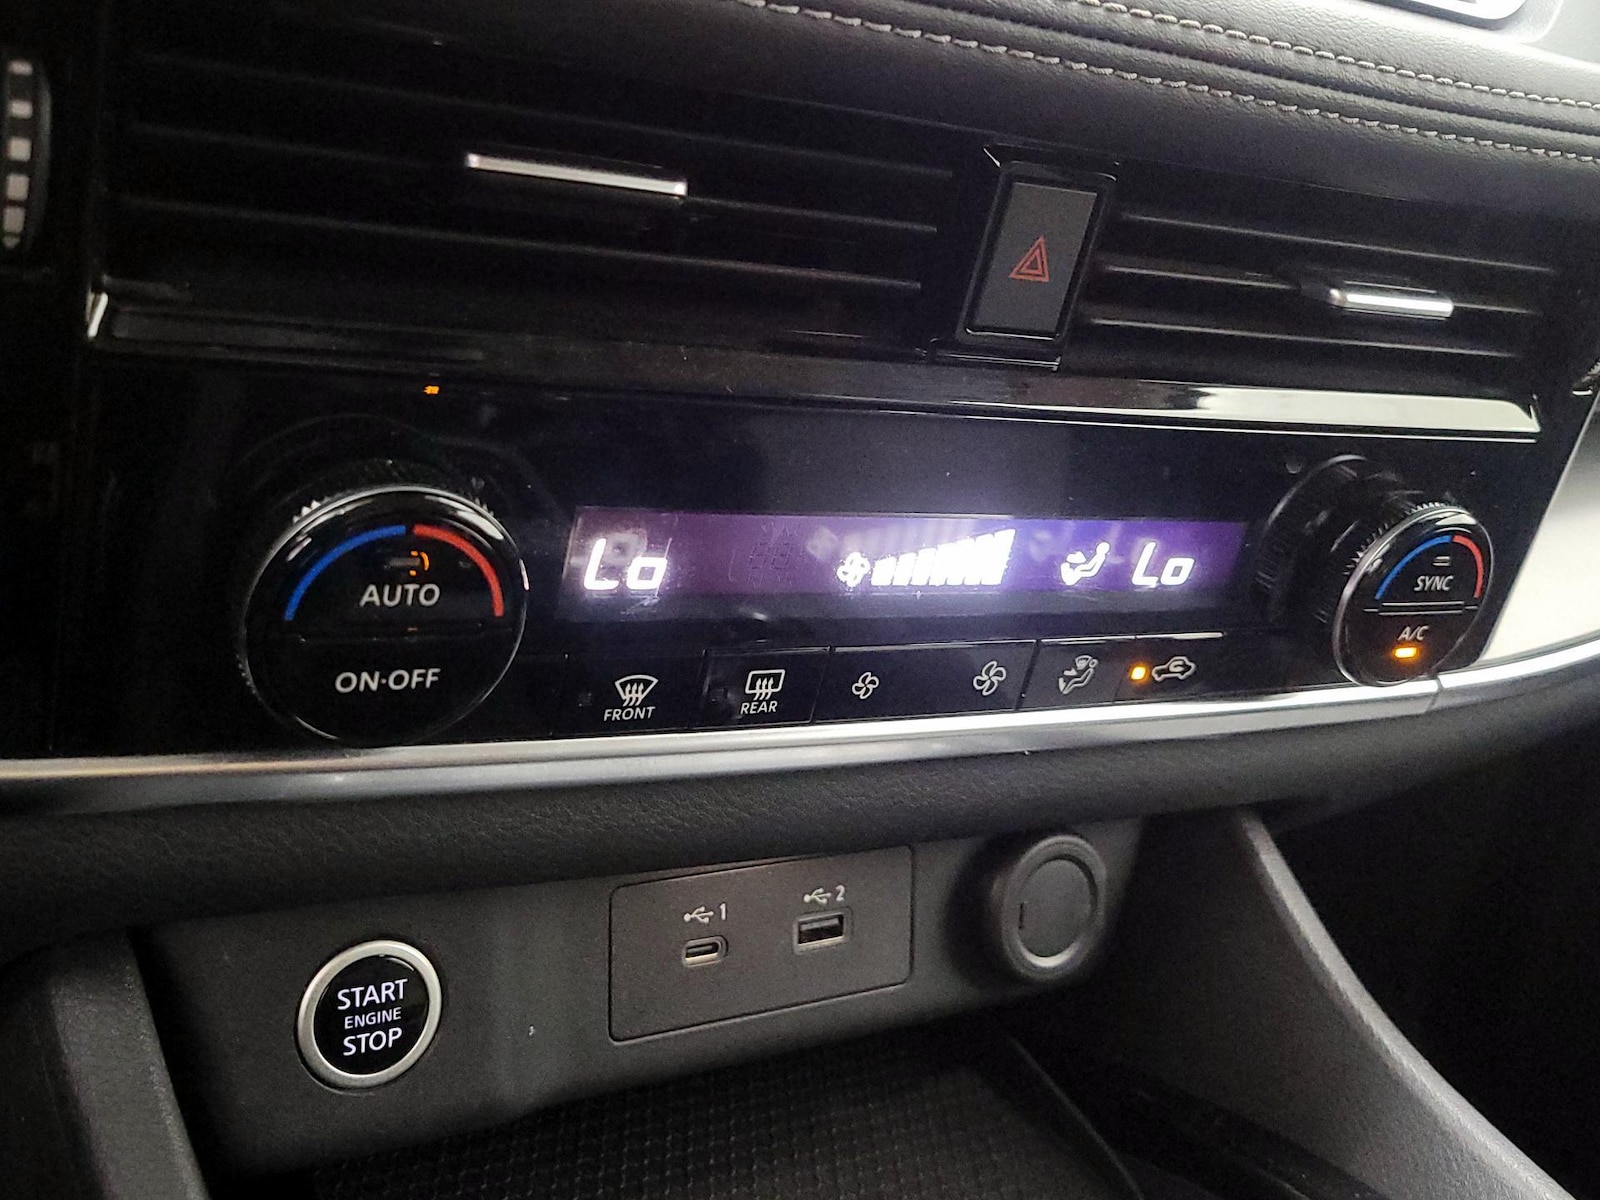 Lo
Lo
AUTO
ON·OFF
SYNC
A/C
FRONT
REAR
1
2
START
ENGINE
STOP